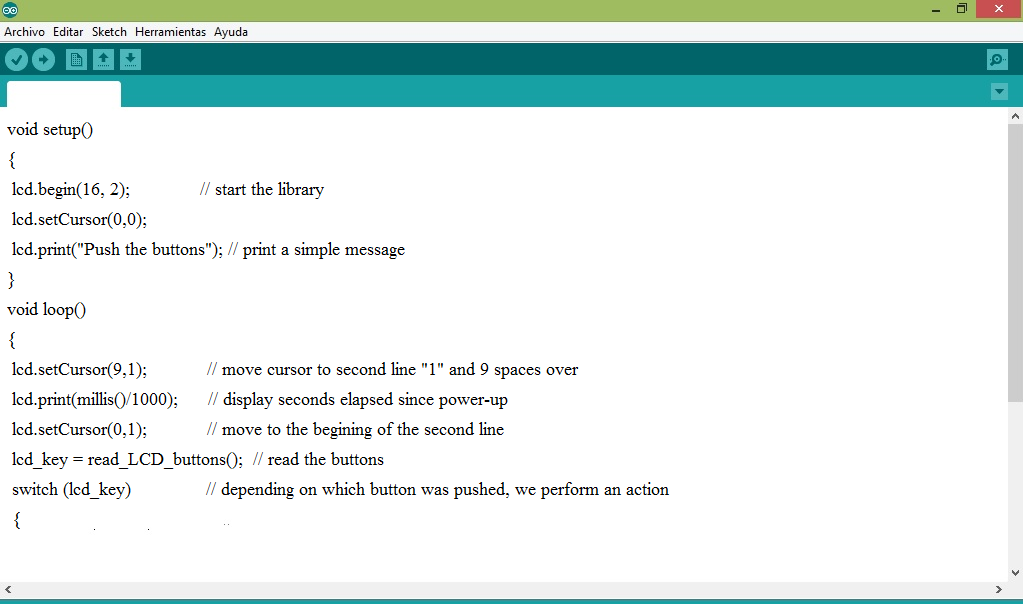 Archivo Editar Sketch Herramientas Ayuda
void setup()
{
lcd.begin(16, 2); // start the library
lcd.setCursor(0,0);
lcd.print("Push the buttons"); // print a simple message
}
void loop()
{
lcd.setCursor(9,1); // move cursor to second line "1" and 9 spaces over
lcd.print(millis()/1000); // display seconds elapsed since power-up
lcd.setCursor(0,1); // move to the begining of the second line
lcd_key = read_LCD_buttons(); // read the buttons
switch (lcd_key) // depending on which button was pushed, we perform an action
{